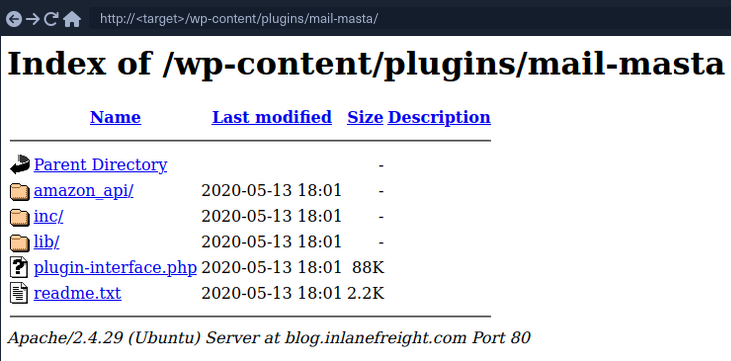 http://<target>/wp-content/plugins/mail-masta/
Index of /wp-content/plugins/mail-masta
Name Last modified Size Description
Parent Directory -
amazon_api/ 2020-05-13 18:01 -
inc/ 2020-05-13 18:01 -
lib/ 2020-05-13 18:01 -
plugin-interface.php 2020-05-13 18:01 88K
readme.txt 2020-05-13 18:01 2.2K
Apache/2.4.29 (Ubuntu) Server at blog.inlanefreight.com Port 80